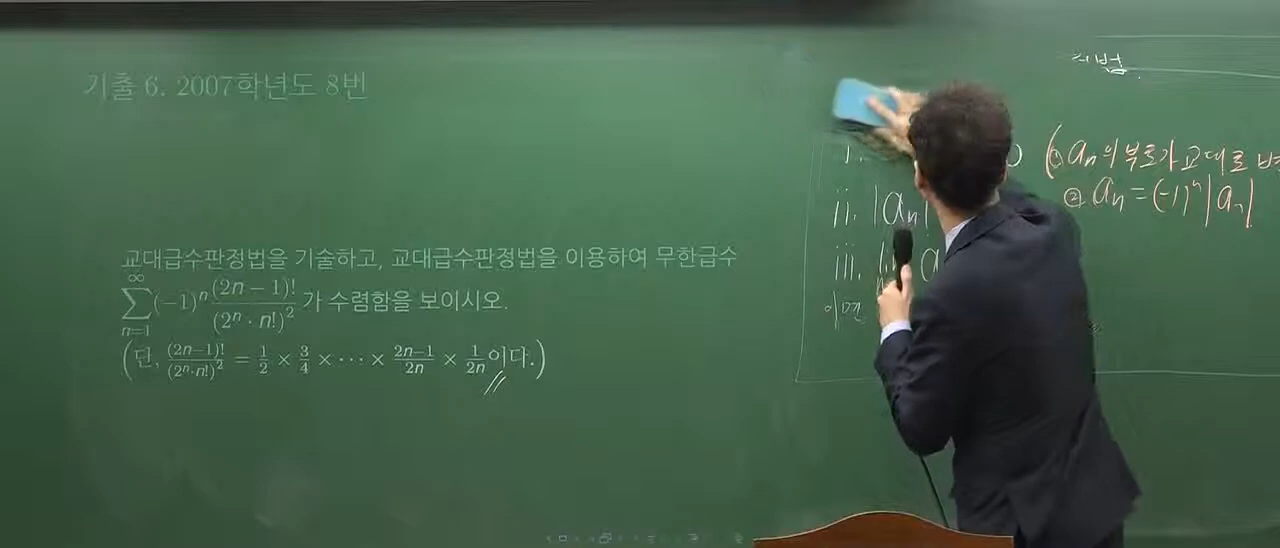 기출 6. 2007학년도 8번
교대급수판정법을 기술하고, 교대급수판정법을 이용하여 무한급수
∑_{n=1}^{∞} (-1)^n (2n-1)!/(2^n·n!)^2 가 수렴함을 보이시오.
(단, (2n-1)!/(2^n·n!)^2 = 1/2 × 3/4 × ··· × (2n-1)/2n × 1/2n 이다.)
i.
① a_n의 부호가 교대로
ii. |a_n|
② a_n = (-1)^n |a_n|
iii.
이면